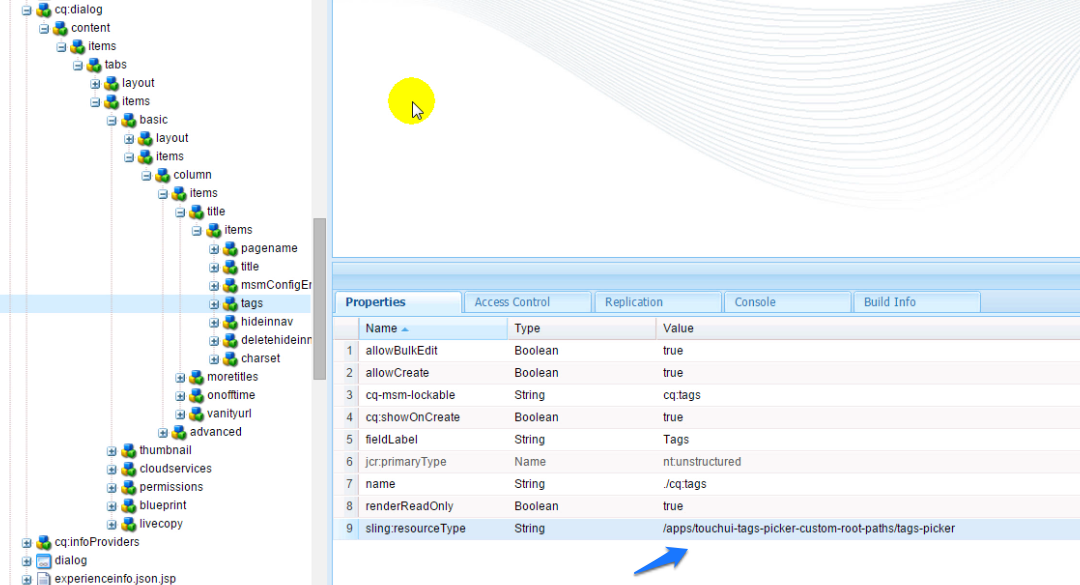 cq:dialog
content
items
tabs
layout
items
basic
layout
items
column
items
title
items
pagename
title
msmConfigEr
tags
hideinnav
deletehideinn
charset
moretitles
onofftime
vanityurl
advanced
thumbnail
cloudservices
permissions
blueprint
livecopy
cq:infoProviders
dialog
experienceinfo.json.jsp
Properties Access Control Replication Console Build Info
Name Type Value
1 allowBulkEdit Boolean true
2 allowCreate Boolean true
3 cq-msm-lockable String cq:tags
4 cq:showOnCreate Boolean true
5 fieldLabel String Tags
6 jcr:primaryType Name nt:unstructured
7 name String ./cq:tags
8 renderReadOnly Boolean true
9 sling:resourceType String /apps/touchui-tags-picker-custom-root-paths/tags-picker